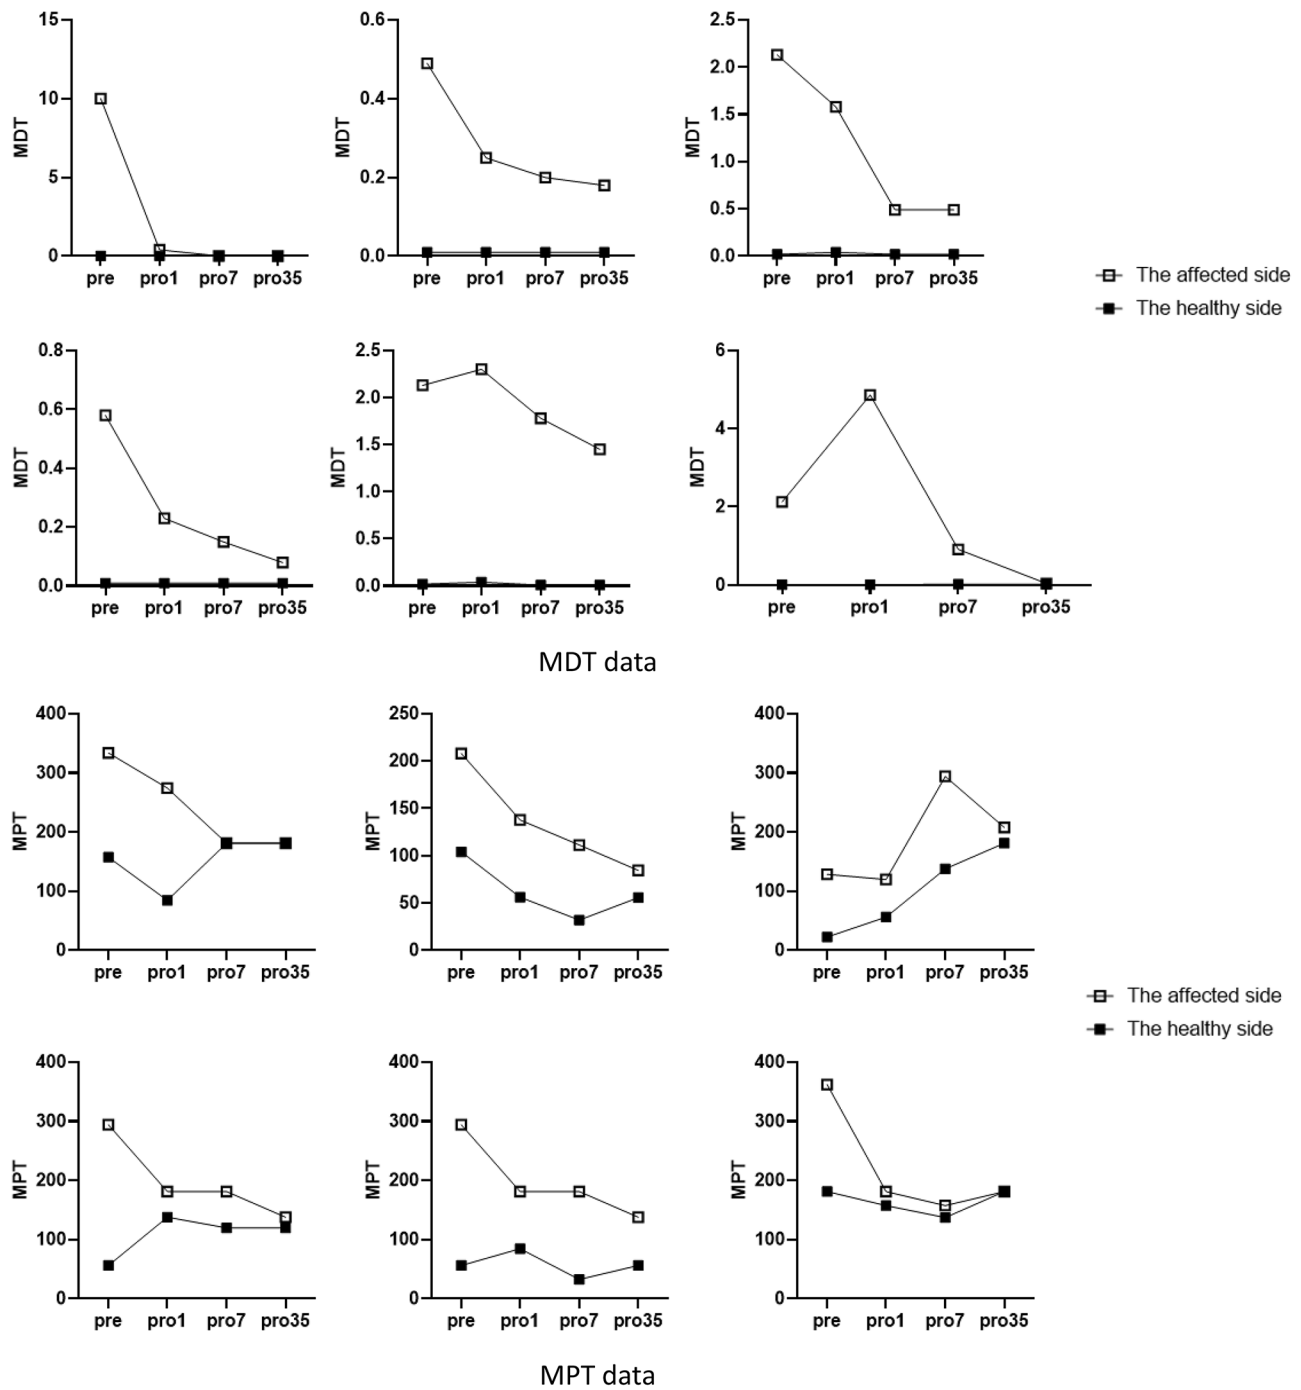 15
10
5
0
MDT
pre pro1 pro7 pro35
0.6
0.4
0.2
0.0
MDT
pre pro1 pro7 pro35
2.5
2.0
1.5
1.0
0.5
0.0
MDT
pre pro1 pro7 pro35
The affected side
The healthy side
0.8
0.6
0.4
0.2
0.0
MDT
pre pro1 pro7 pro35
2.5
2.0
1.5
1.0
0.5
0.0
MDT
pre pro1 pro7 pro35
6
4
2
0
MDT
pre pro1 pro7 pro35
MDT data
400
300
200
100
0
MPT
pre pro1 pro7 pro35
250
200
150
100
50
0
MPT
pre pro1 pro7 pro35
400
300
200
100
0
MPT
pre pro1 pro7 pro35
The affected side
The healthy side
400
300
200
100
0
MPT
pre pro1 pro7 pro35
400
300
200
100
0
MPT
pre pro1 pro7 pro35
400
300
200
100
0
MPT
pre pro1 pro7 pro35
MPT data